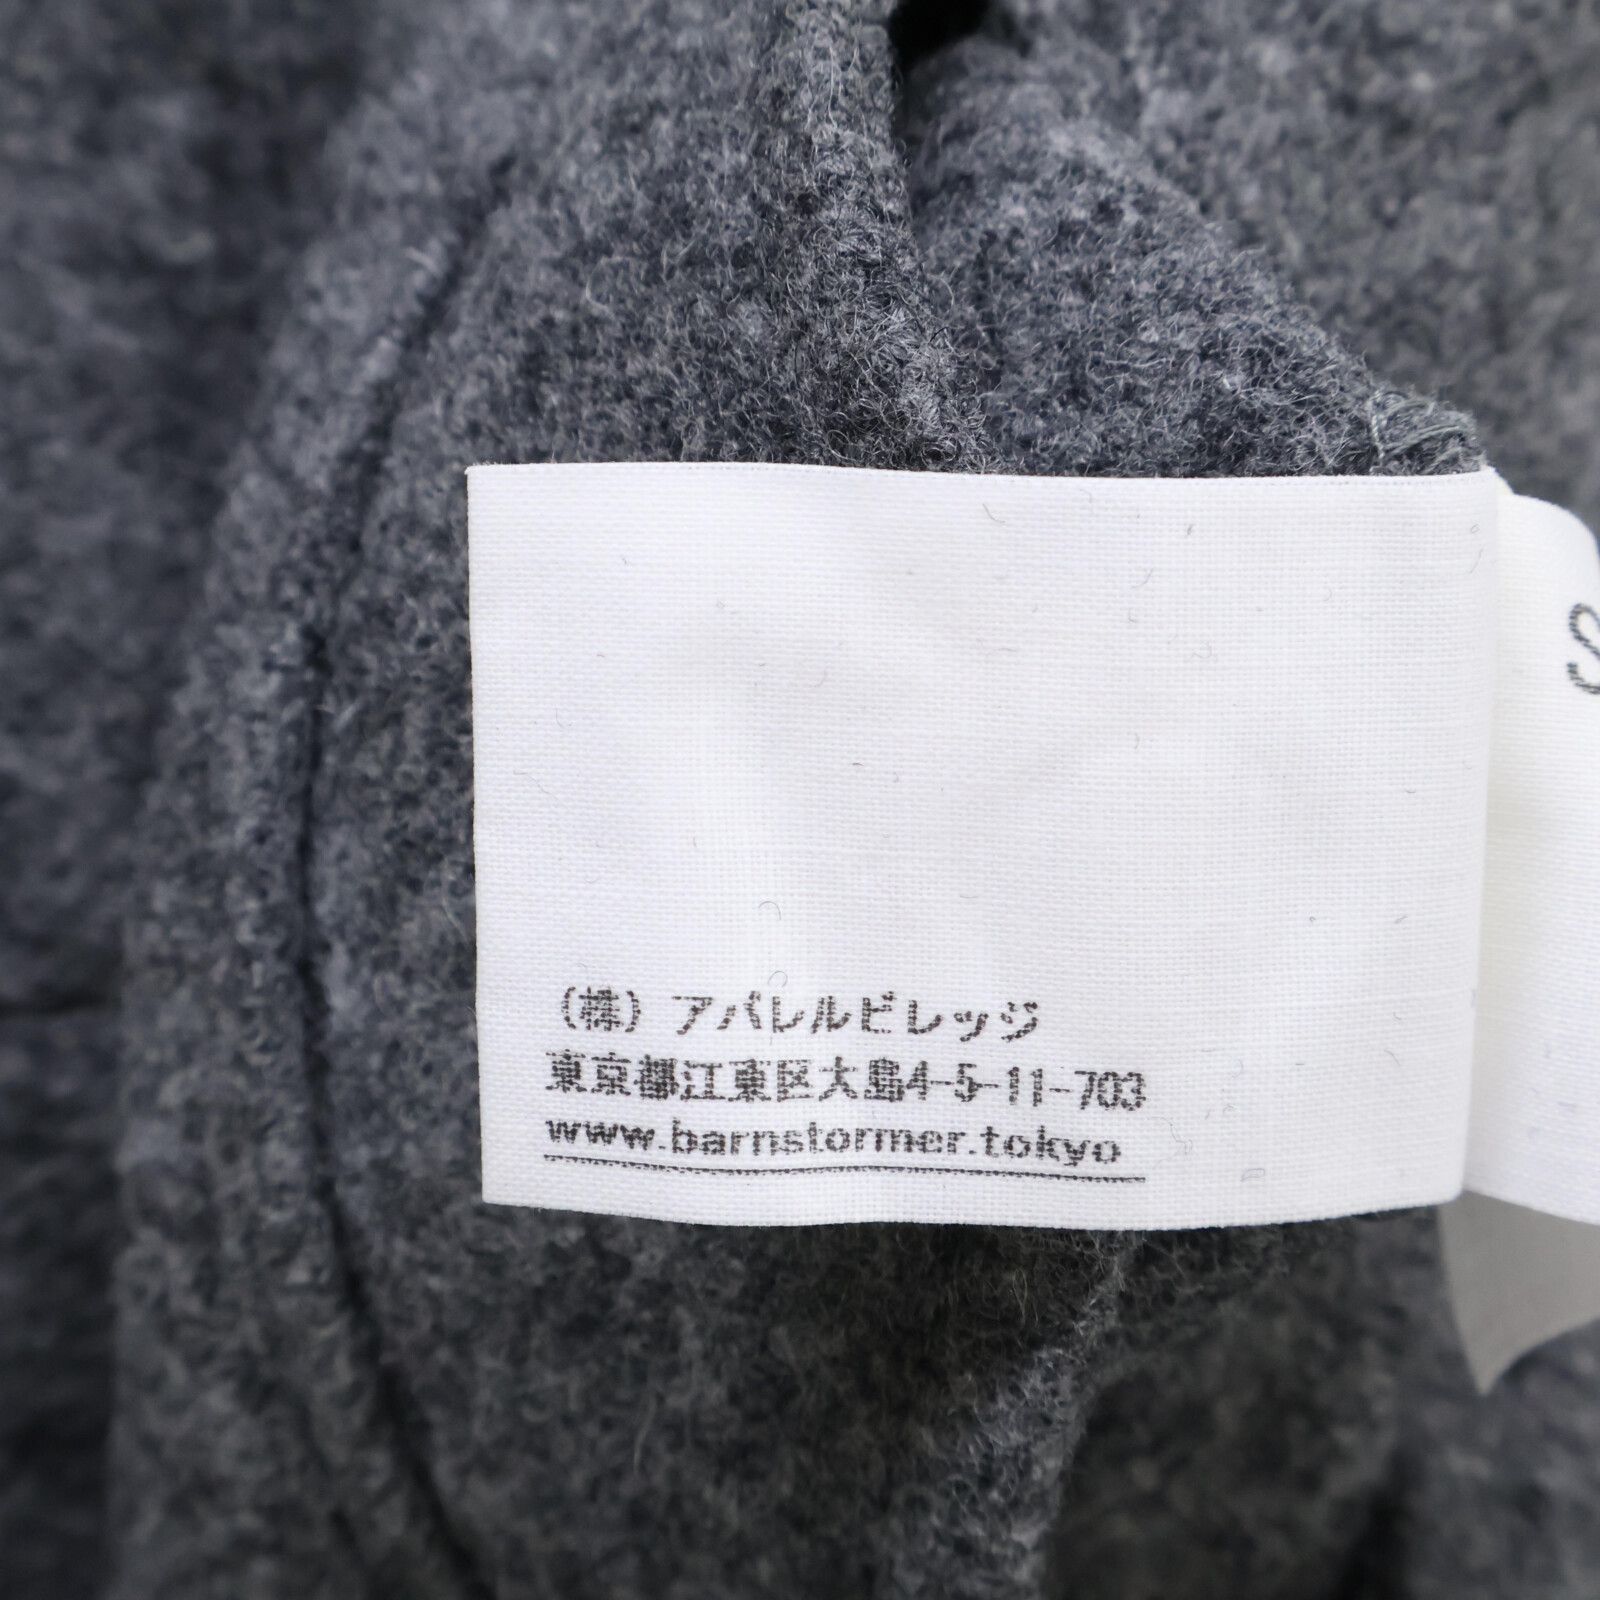 (株) アパレルビレッジ
東京都江東区大島4-5-11-703
www.barnstormer.tokyo
S